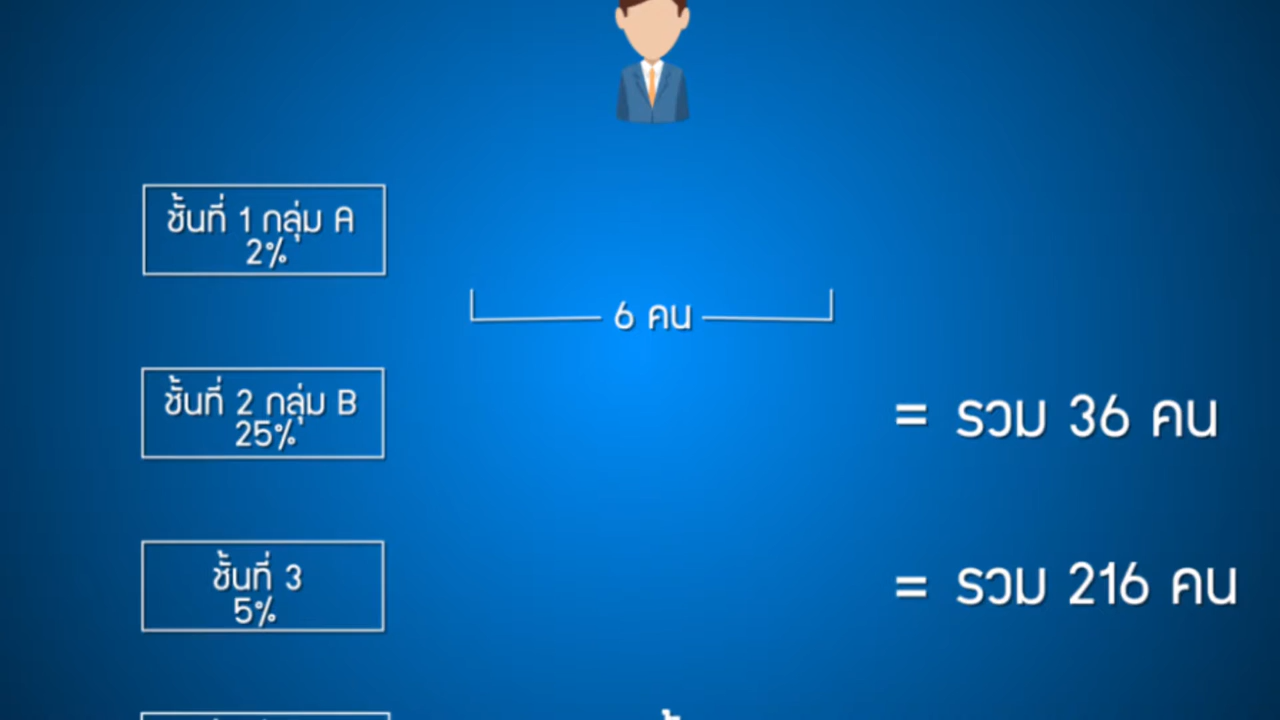 ชั้นที่ 1 กลุ่ม A
2%
6 คน
ชั้นที่ 2 กลุ่ม B
25%
= รวม 36 คน
ชั้นที่ 3
5%
= รวม 216 คน